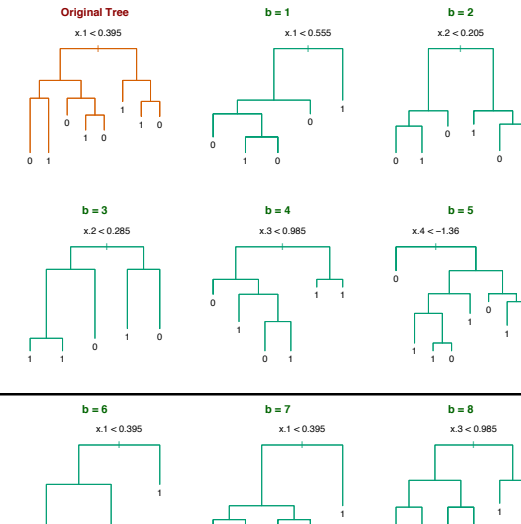 Original Tree
b = 1
b = 2
x.1 < 0.395
x.1 < 0.555
x.2 < 0.205
0
1
0
1
0
1
1
0
0
1
0
0
1
0
1
0
1
0
b = 3
b = 4
b = 5
x.2 < 0.285
x.3 < 0.985
x.4 < −1.36
1
1
0
1
0
0
1
0
1
1
1
0
1
1
0
1
0
1
b = 6
b = 7
b = 8
x.1 < 0.395
x.1 < 0.395
x.3 < 0.985
1
1
1